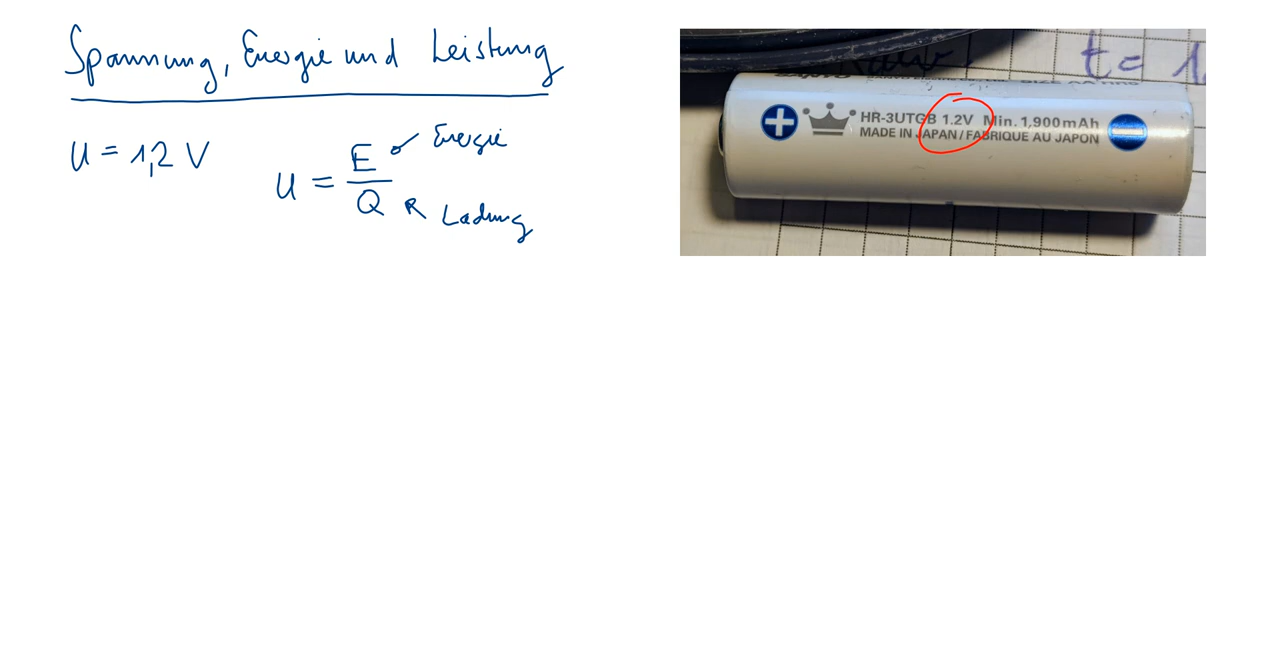 Spannung, Energie und Leistung
U = 1,2 V
U = E/Q
Energie
Ladung
t = 1
HR-3UTGB 1.2V Min. 1,900mAh
MADE IN JAPAN / FABRIQUE AU JAPON